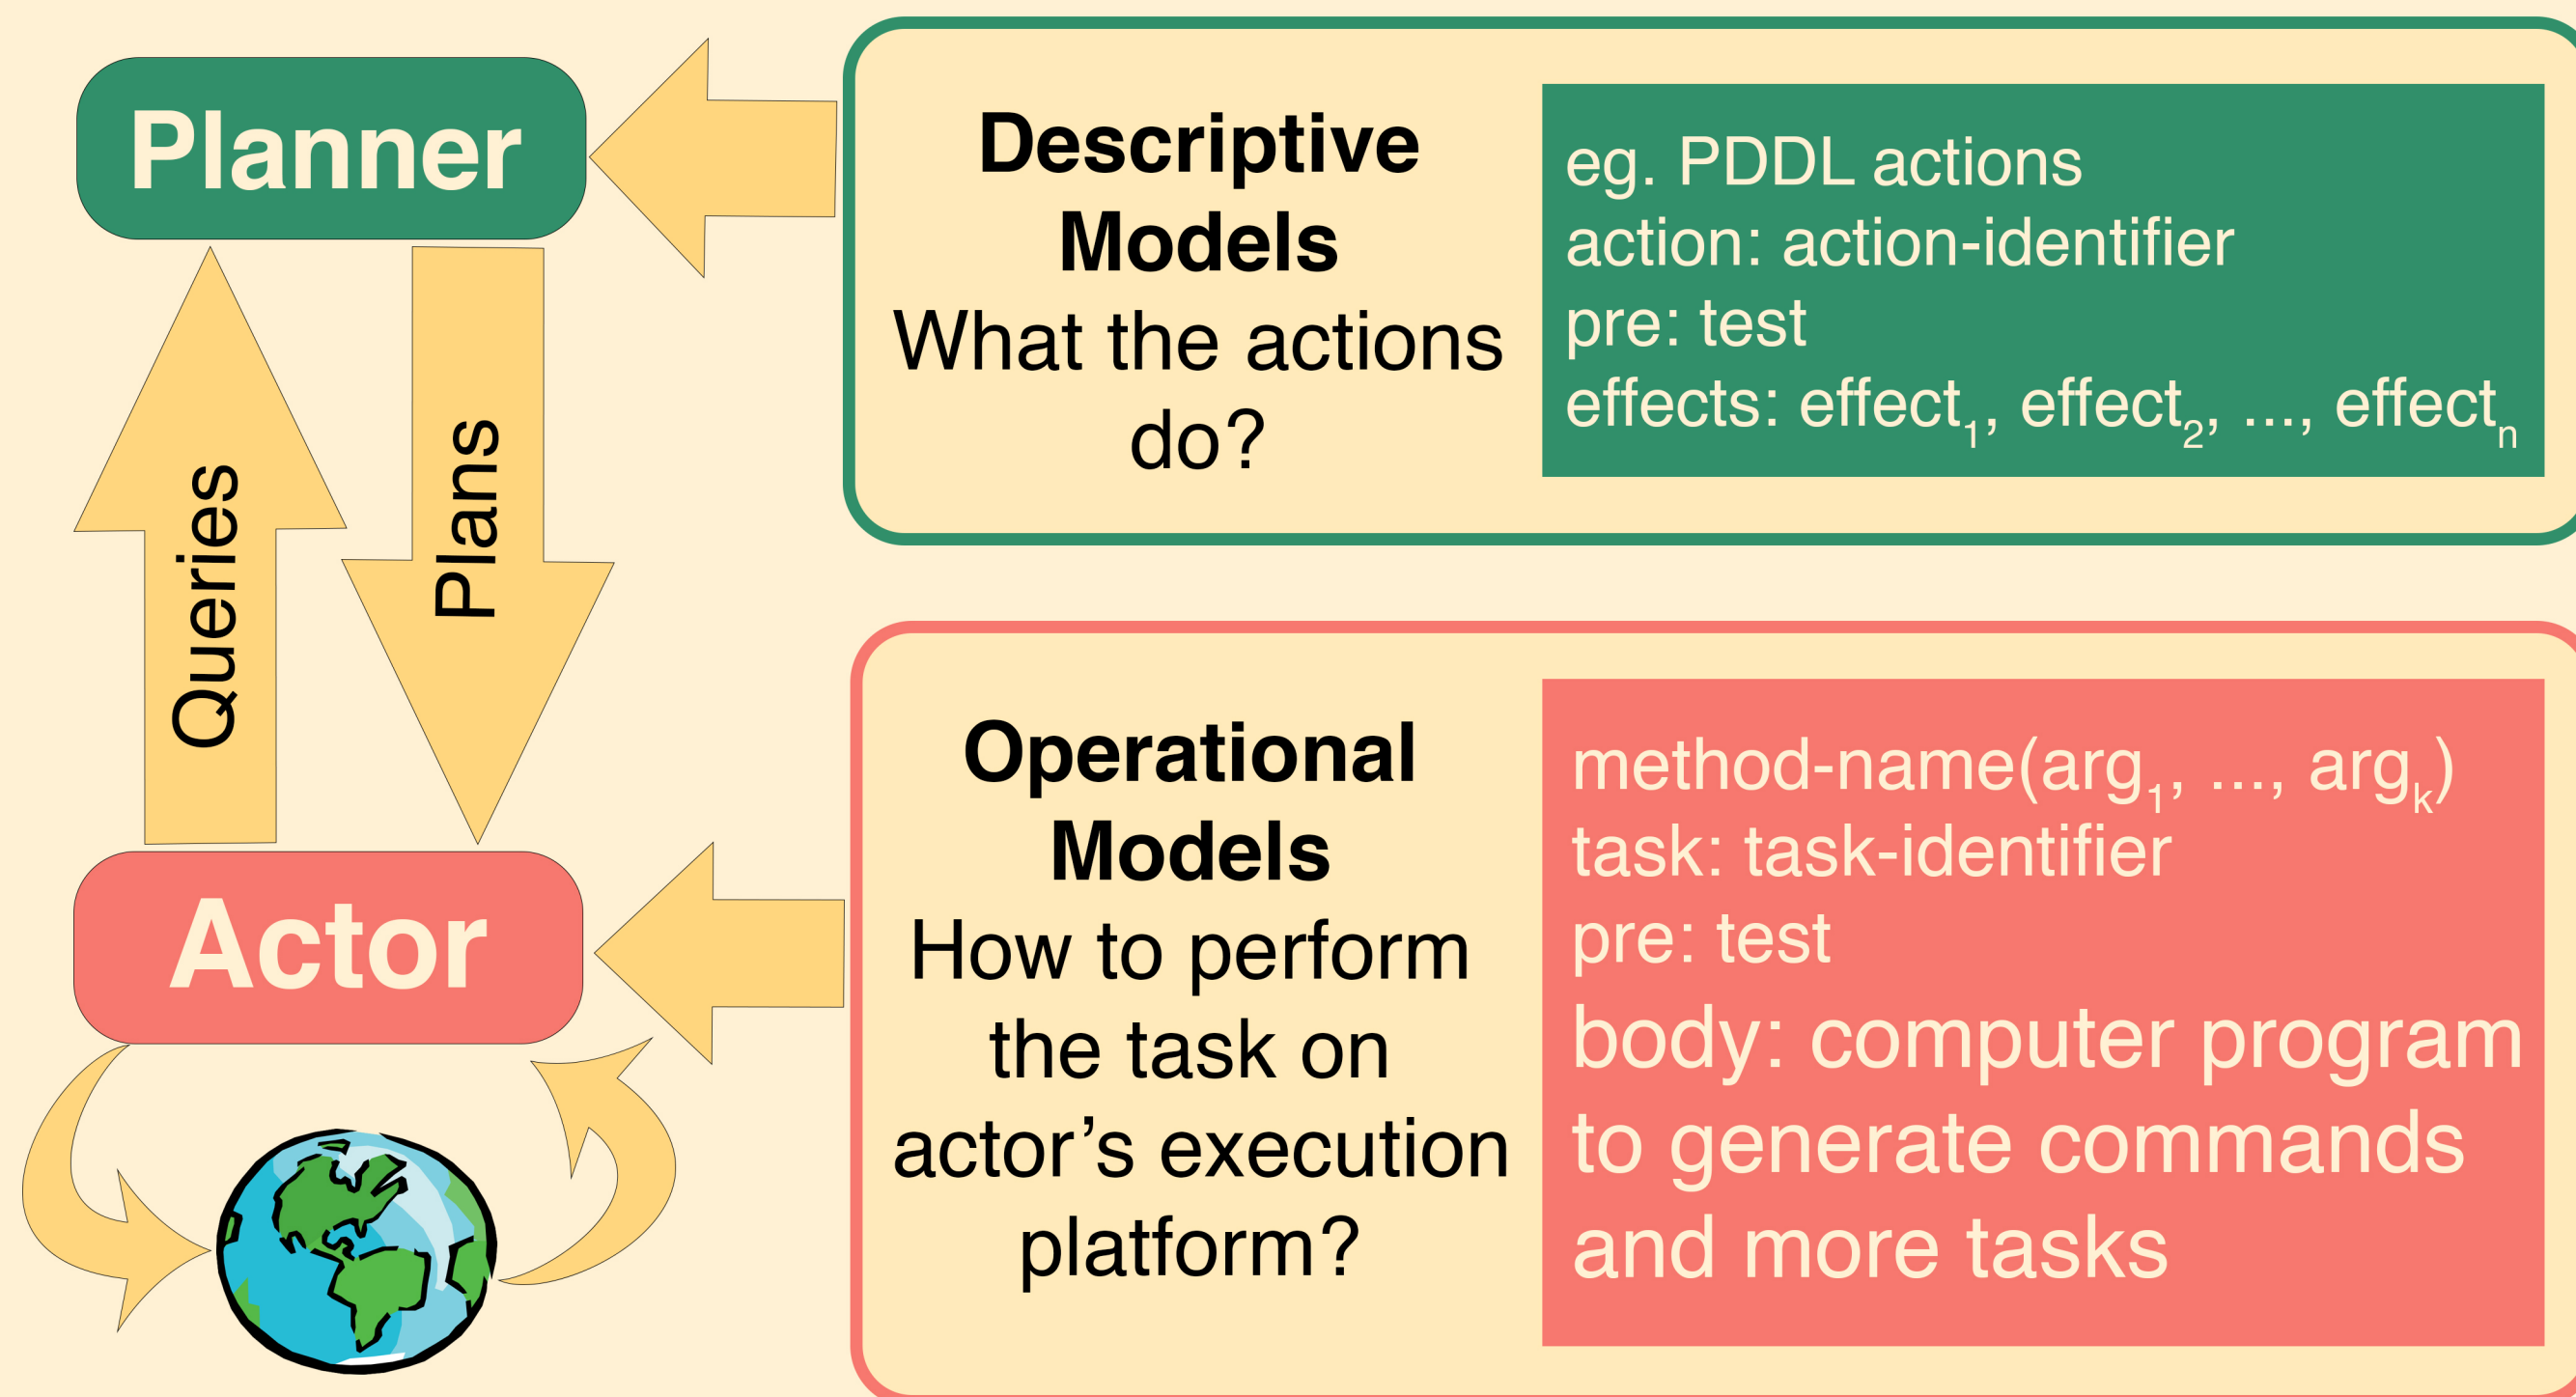 Planner
Queries
Plans
Actor
Descriptive
Models
What the actions
do?
eg. PDDL actions
action: action-identifier
pre: test
effects: effect₁, effect₂, ..., effectₙ
Operational
Models
How to perform
the task on
actor’s execution
platform?
method-name(arg₁, ..., argₖ)
task: task-identifier
pre: test
body: computer program
to generate commands
and more tasks